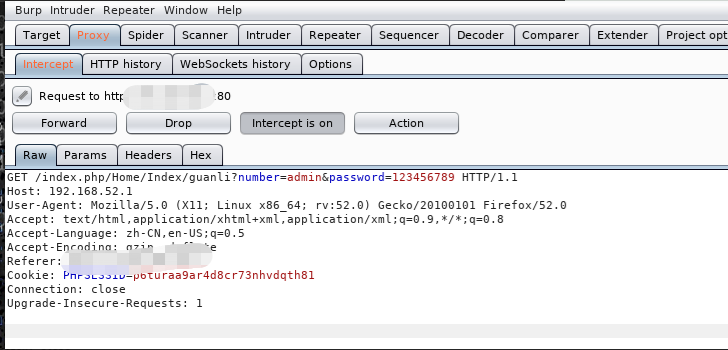 Burp Intruder Repeater Window Help
Target Proxy Spider Scanner Intruder Repeater Sequencer Decoder Comparer Extender Project opt
Intercept HTTP history WebSockets history Options
Request to http :80
Forward Drop Intercept is on Action
Raw Params Headers Hex
GET /index.php/Home/Index/guanli?number=admin&password=123456789 HTTP/1.1
Host: 192.168.52.1
User-Agent: Mozilla/5.0 (X11; Linux x86_64; rv:52.0) Gecko/20100101 Firefox/52.0
Accept: text/html,application/xhtml+xml,application/xml;q=0.9,*/*;q=0.8
Accept-Language: zh-CN,en-US;q=0.5
Accept-Encoding: gzip, deflate
Referer:
Cookie: PHPSESSID=p6turaa9ar4d8cr73nhvdqth81
Connection: close
Upgrade-Insecure-Requests: 1